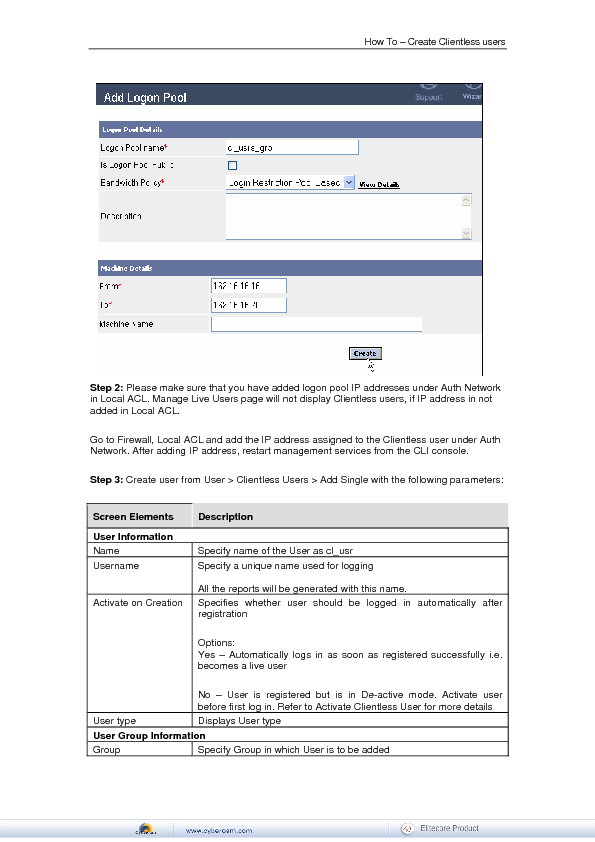 How To – Create Clientless users
Add Logon Pool
Support
Logon Pool Details
Logon Pool name*
Is Logon Pool Public
Bandwidth Policy*
Login Restriction Pool Based
View Details
Description
Machine Details
From*
To*
Machine Name
Create
Step 2: Please make sure that you have added logon pool IP addresses under Auth Network
in Local ACL. Manage Live Users page will not display Clientless users, if IP address in not
added in Local ACL.
Go to Firewall, Local ACL and add the IP address assigned to the Clientless user under Auth
Network. After adding IP address, restart management services from the CLI console.
Step 3: Create user from User > Clientless Users > Add Single with the following parameters:
Screen Elements Description
User Information
Name Specify name of the User as cl_usr
Username Specify a unique name used for logging
All the reports will be generated with this name.
Activate on Creation Specifies whether user should be logged in automatically after
registration
Options:
Yes – Automatically logs in as soon as registered successfully i.e.
becomes a live user
No – User is registered but is in De-active mode. Activate user
before first log in. Refer to Activate Clientless User for more details
User type Displays User type
User Group Information
Group Specify Group in which User is to be added
www.cyberoam.com
Elitecore Product